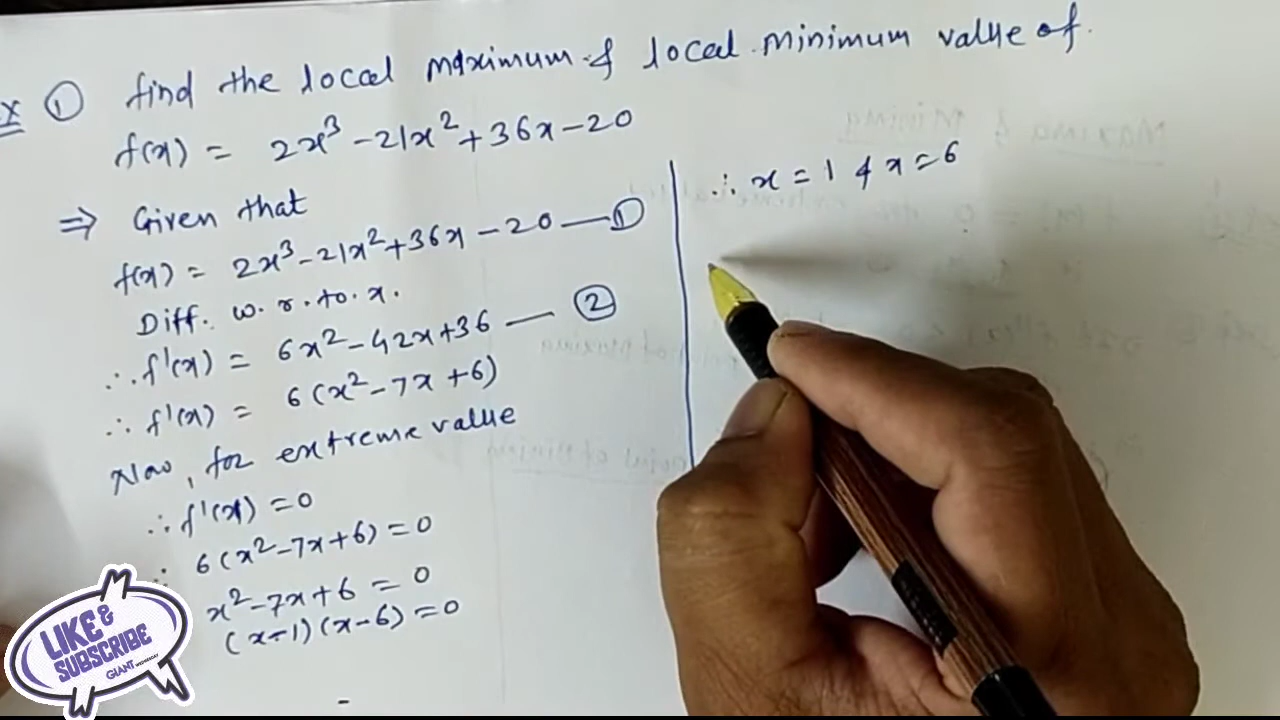 Ex ① find the local maximum & local minimum value of.
f(x) = 2x³ - 21x² + 36x - 20
⇒ Given that
f(x) = 2x³ - 21x² + 36x - 20 — ①
Diff. w.r.to.x.
∴ f'(x) = 6x² - 42x + 36 — ②
∴ f'(x) = 6(x² - 7x + 6)
Now, for extreme value
∴ f'(x) = 0
∴ 6(x² - 7x + 6) = 0
x² - 7x + 6 = 0
(x-1)(x-6) = 0
∴ x = 1 & x = 6
LIKE &
SUBSCRIBE
GIANT WEDNESDAY